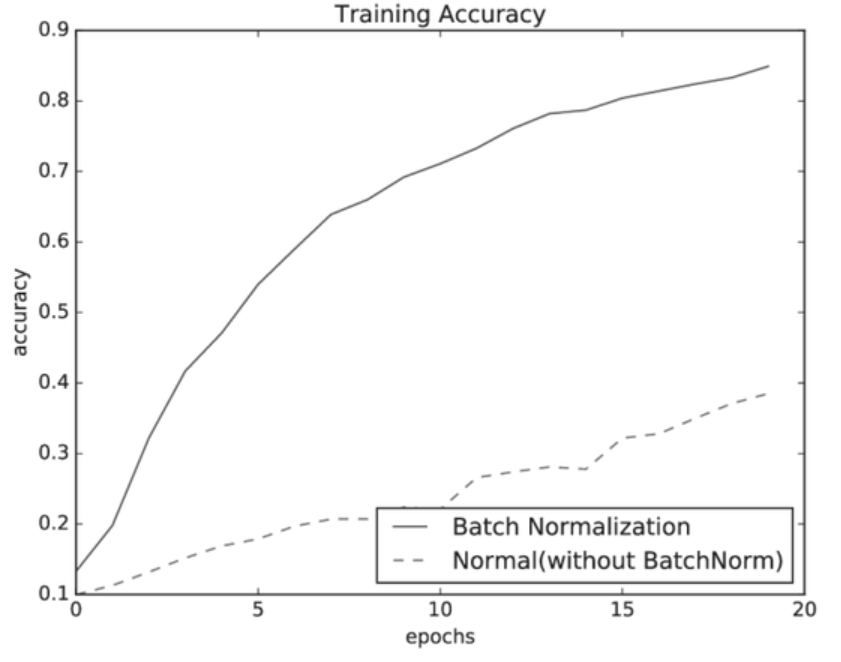 Training Accuracy
0.9
0.8
0.7
0.6
0.5
0.4
0.3
0.2
0.1
accuracy
Batch Normalization
Normal(without BatchNorm)
0
5
10
15
20
epochs